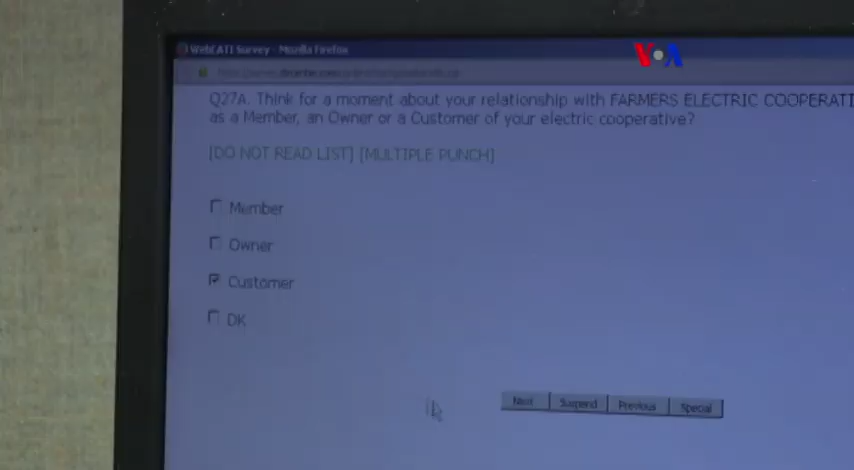 WebCATI Survey - Mozilla Firefox
VOA
Q27A. Think for a moment about your relationship with FARMERS ELECTRIC COOPERATI
as a Member, an Owner or a Customer of your electric cooperative?
[DO NOT READ LIST] [MULTIPLE PUNCH]
Member
Owner
Customer
DK
Next Suspend Previous Special